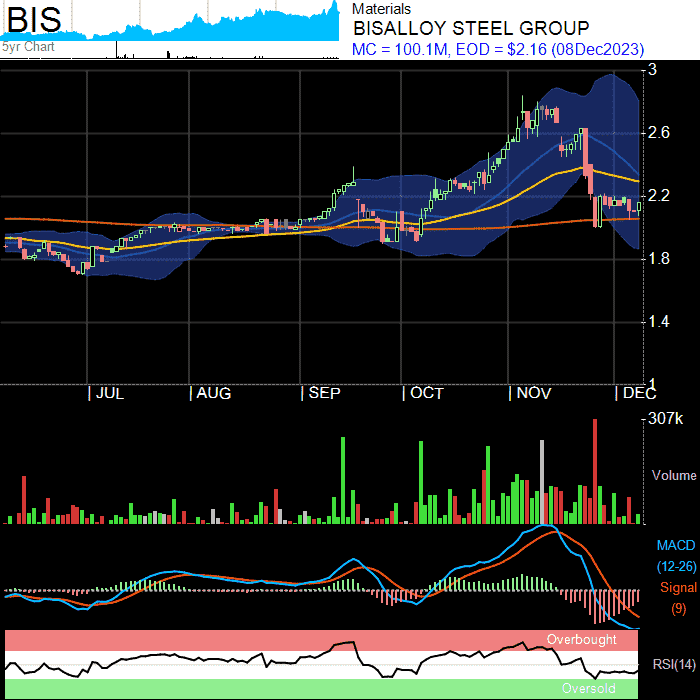 BIS
5yr Chart
Materials
BISALLOY STEEL GROUP
MC = 100.1M, EOD = $2.16 (08Dec2023)
3
2.6
2.2
1.8
1.4
1
JUL AUG SEP OCT NOV DEC
307k
Volume
MACD
(12-26)
Signal
(9)
Overbought
RSI(14)
Oversold